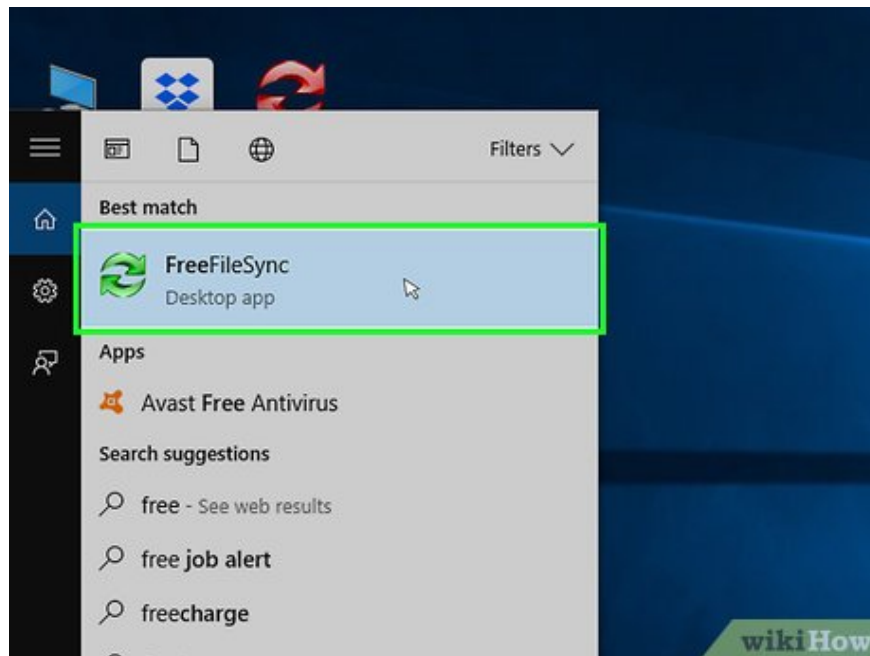 Filters
Best match
FreeFileSync
Desktop app
Apps
Avast Free Antivirus
Search suggestions
free - See web results
free job alert
freecharge
wikiHow